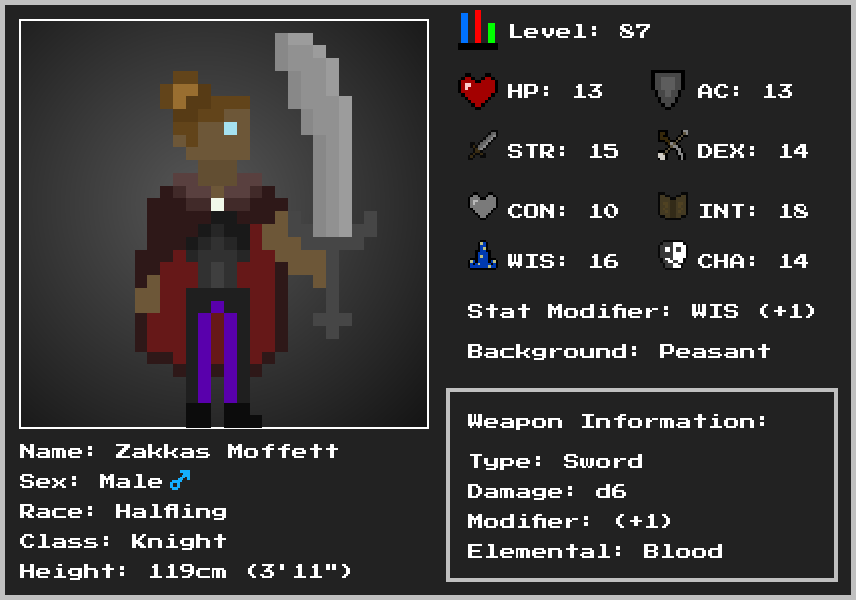 Level: 87
HP: 13
AC: 13
STR: 15
DEX: 14
CON: 10
INT: 18
WIS: 16
CHA: 14
Stat Modifier: WIS (+1)
Background: Peasant
Weapon Information:
Type: Sword
Damage: d6
Modifier: (+1)
Elemental: Blood
Name: Zakkas Moffett
Sex: Male ♂
Race: Halfling
Class: Knight
Height: 119cm (3'11")